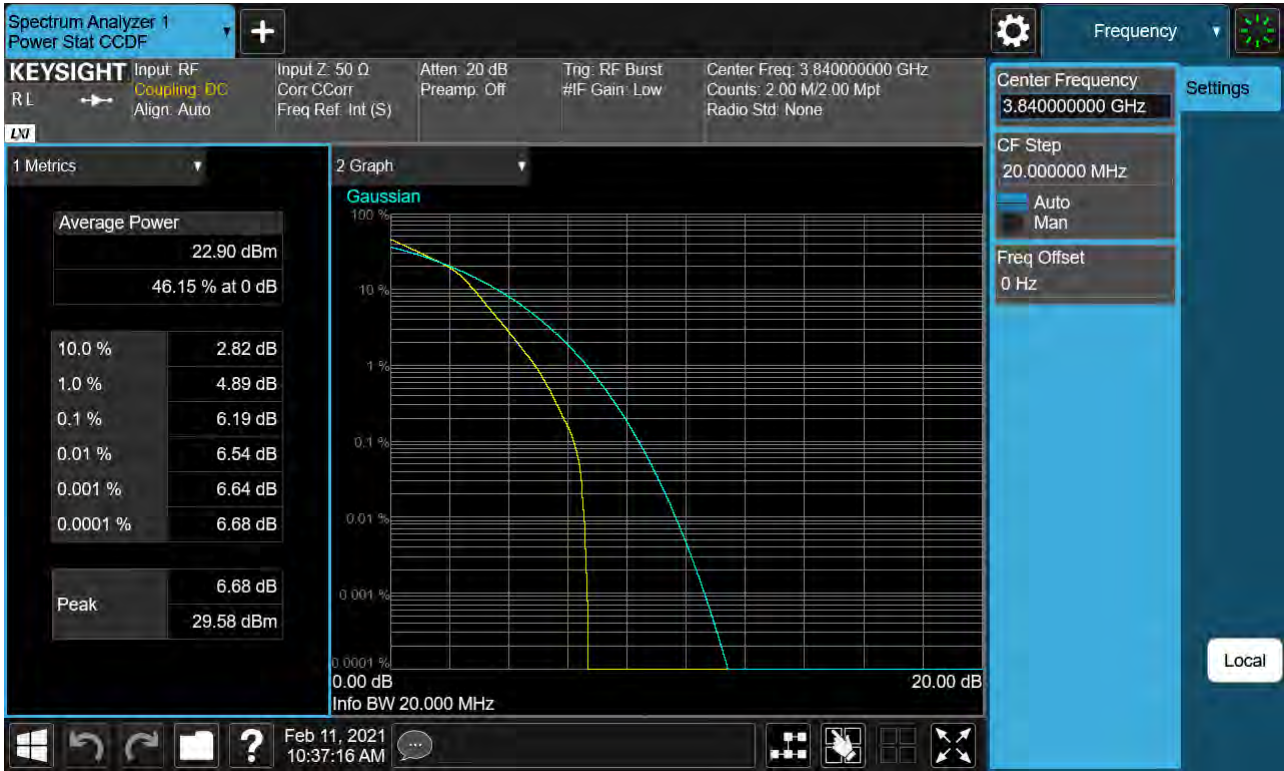 Spectrum Analyzer 1
Power Stat CCDF
+
Frequency
KEYSIGHT
RL
LXI
Input: RF
Coupling: DC
Align: Auto
Input Z: 50 Ω
Corr CCorr
Freq Ref: Int (S)
Atten: 20 dB
Preamp: Off
Trig: RF Burst
#IF Gain: Low
Center Freq: 3.840000000 GHz
Counts: 2.00 M/2.00 Mpt
Radio Std: None
1 Metrics
Average Power
22.90 dBm
46.15 % at 0 dB
10.0 % 2.82 dB
1.0 % 4.89 dB
0.1 % 6.19 dB
0.01 % 6.54 dB
0.001 % 6.64 dB
0.0001 % 6.68 dB
Peak
6.68 dB
29.58 dBm
2 Graph
Gaussian
100 %
10 %
1 %
0.1 %
0.01 %
0.001 %
0.0001 %
0.00 dB 20.00 dB
Info BW 20.000 MHz
Center Frequency
3.840000000 GHz
CF Step
20.000000 MHz
Auto
Man
Freq Offset
0 Hz
Settings
Local
?
Feb 11, 2021
10:37:16 AM